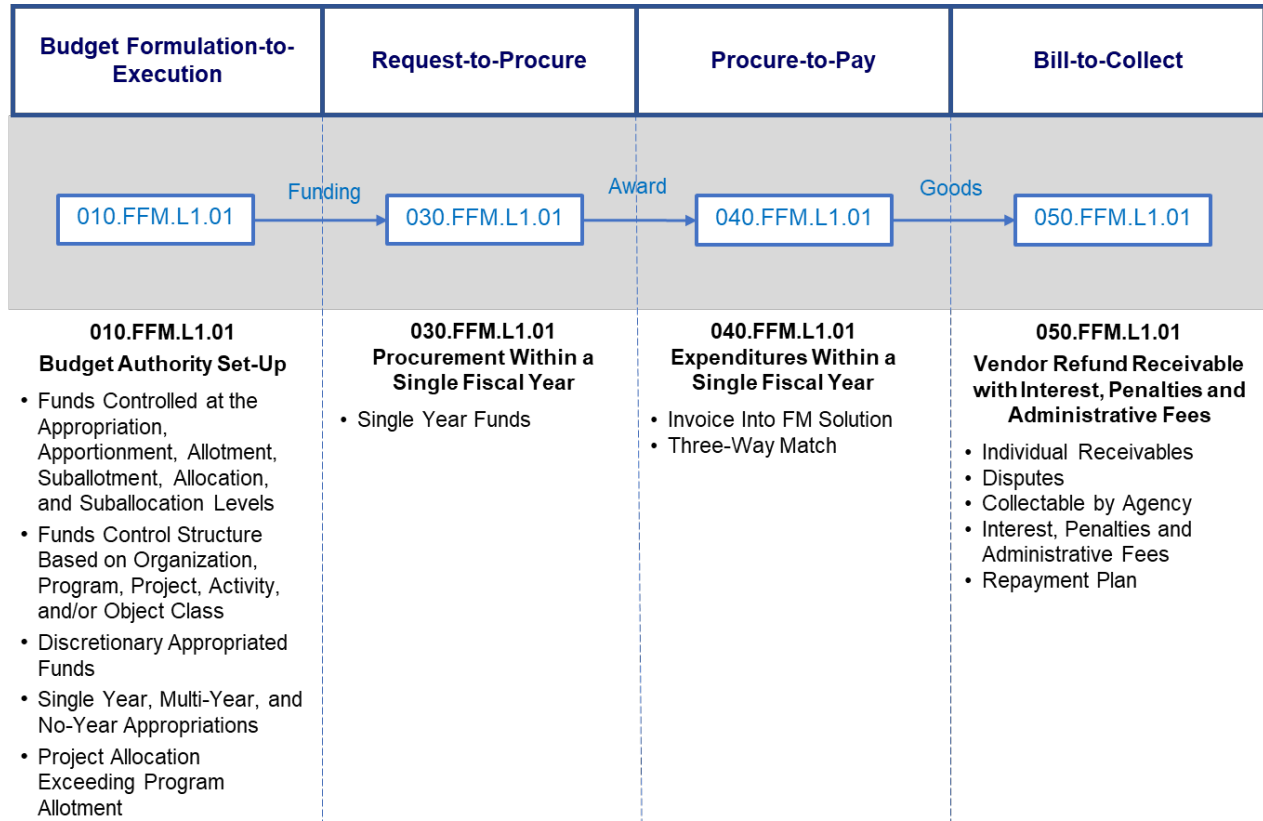 Budget Formulation-to-
Execution
Request-to-Procure
Procure-to-Pay
Bill-to-Collect
010.FFM.L1.01
Funding
030.FFM.L1.01
Award
040.FFM.L1.01
Goods
050.FFM.L1.01
010.FFM.L1.01
Budget Authority Set-Up
• Funds Controlled at the
Appropriation,
Apportionment, Allotment,
Suballotment, Allocation,
and Suballocation Levels
• Funds Control Structure
Based on Organization,
Program, Project, Activity,
and/or Object Class
• Discretionary Appropriated
Funds
• Single Year, Multi-Year, and
No-Year Appropriations
• Project Allocation
Exceeding Program
Allotment
030.FFM.L1.01
Procurement Within a
Single Fiscal Year
• Single Year Funds
040.FFM.L1.01
Expenditures Within a
Single Fiscal Year
• Invoice Into FM Solution
• Three-Way Match
050.FFM.L1.01
Vendor Refund Receivable
with Interest, Penalties and
Administrative Fees
• Individual Receivables
• Disputes
• Collectable by Agency
• Interest, Penalties and
Administrative Fees
• Repayment Plan